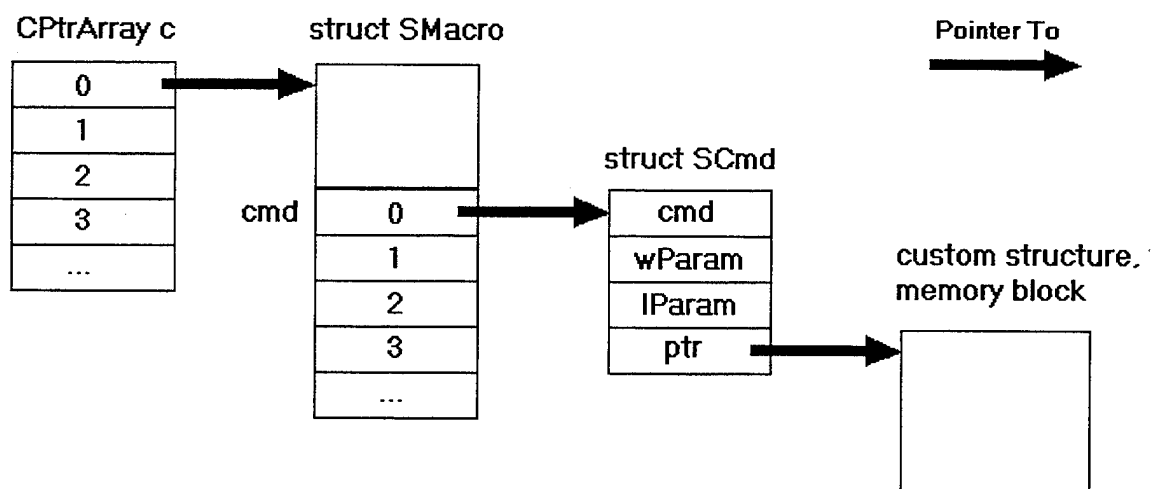 CPtrArray c
0
1
2
3
...
struct SMacro
cmd
0
1
2
3
...
struct SCmd
cmd
wParam
lParam
ptr
Pointer To
custom structure,
memory block